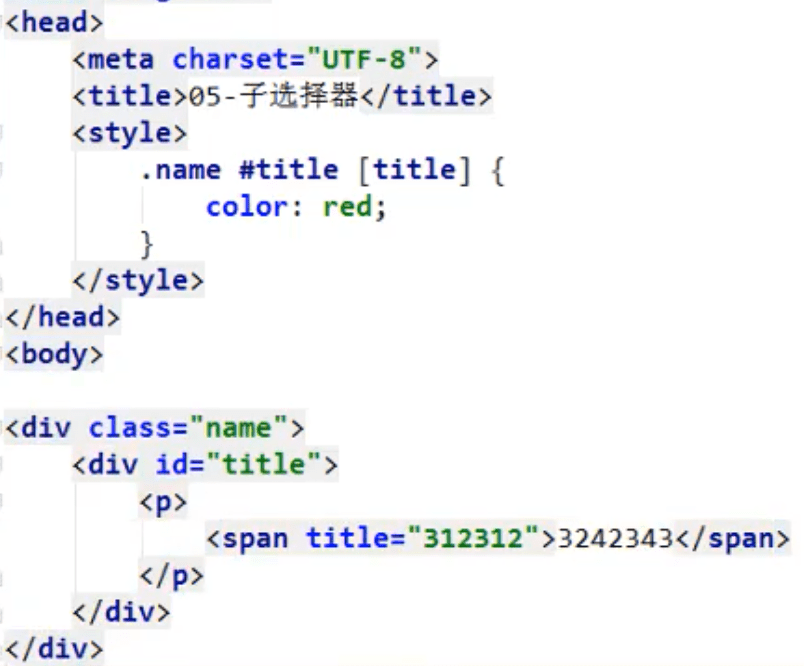 <head>
    <meta charset="UTF-8">
    <title>05-子选择器</title>
    <style>
        .name #title [title] {
            color: red;
        }
    </style>
</head>
<body>

<div class="name">
    <div id="title">
        <p>
            <span title="312312">3242343</span>
        </p>
    </div>
</div>